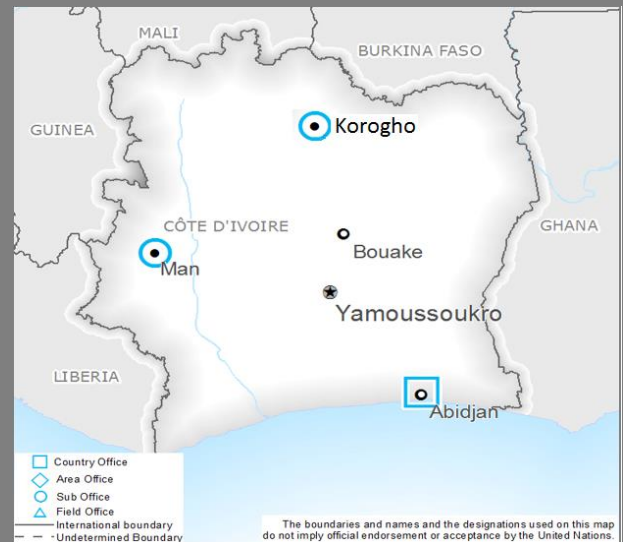 MALI
BURKINA FASO
GUINEA
Korogho
CÔTE D'IVOIRE
GHANA
Bouake
Man
Yamoussoukro
LIBERIA
Abidjan
Country Office
Area Office
Sub Office
Field Office
International boundary
Undetermined Boundary
The boundaries and names and the designations used on this map
do not imply official endorsement or acceptance by the United Nations.